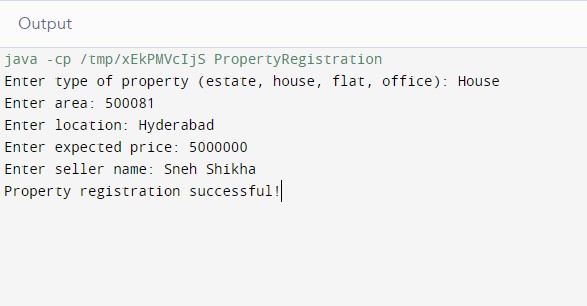 Output
java -cp /tmp/xEkPMVcIjS PropertyRegistration
Enter type of property (estate, house, flat, office): House
Enter area: 500081
Enter location: Hyderabad
Enter expected price: 5000000
Enter seller name: Sneh Shikha
Property registration successful!